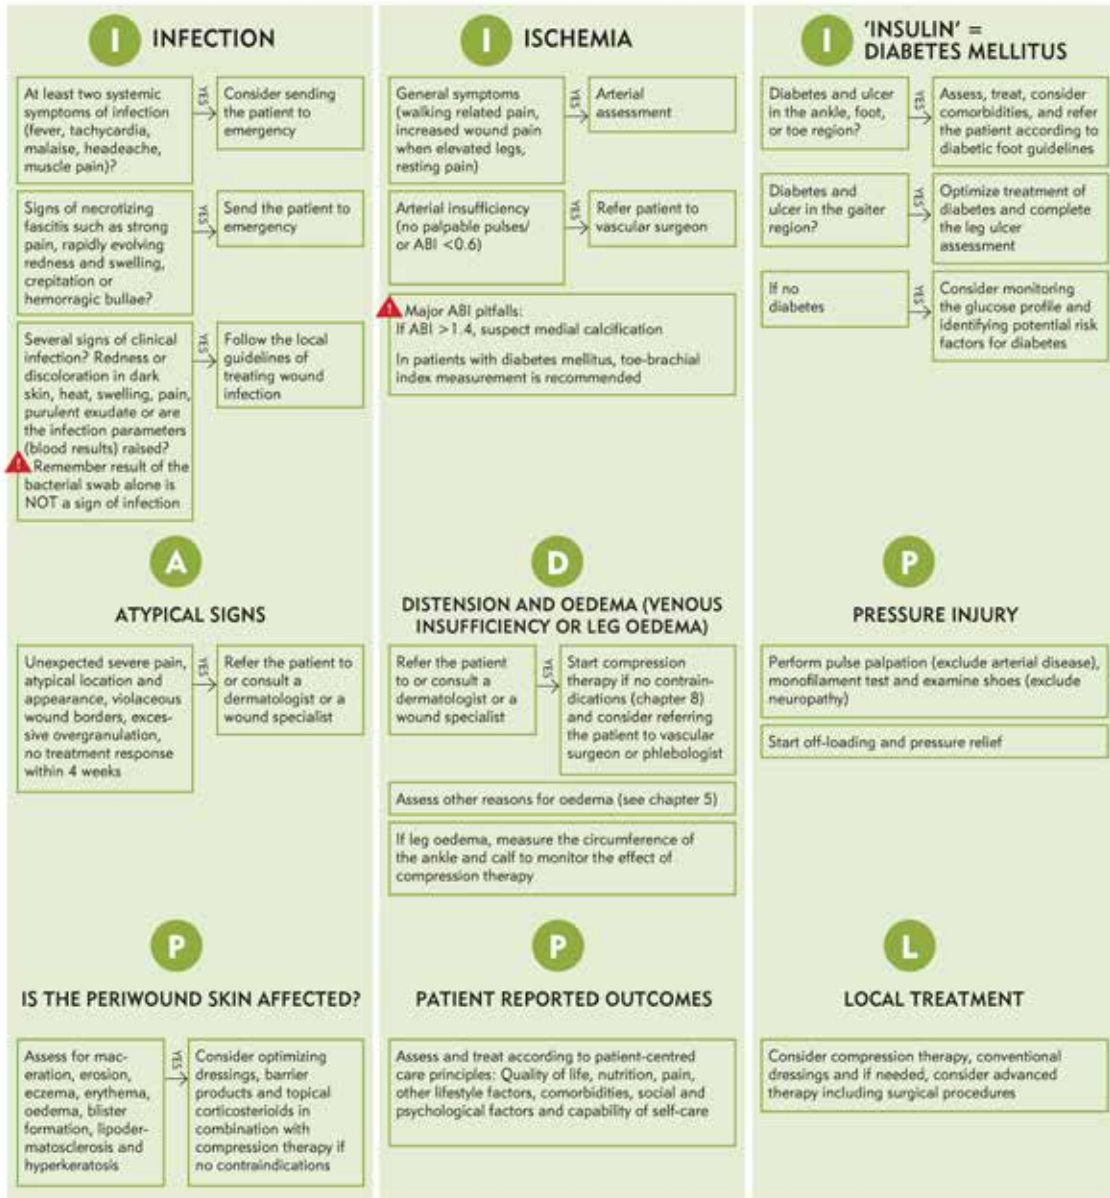 I INFECTION
At least two systemic
symptoms of infection
(fever, tachycardia,
malaise, headeache,
muscle pain)?
YES
Consider sending
the patient to
emergency
Signs of necrotizing
fascitis such as strong
pain, rapidly evolving
redness and swelling,
crepitation or
hemorragic bullae?
YES
Send the patient to
emergency
Several signs of clinical
infection? Redness or
discoloration in dark
skin, heat, swelling, pain,
purulent exudate or are
the infection parameters
(blood results) raised?
! Remember result of the
bacterial swab alone is
NOT a sign of infection
YES
Follow the local
guidelines of
treating wound
infection
I ISCHEMIA
General symptoms
(walking related pain,
increased wound pain
when elevated legs,
resting pain)
YES
Arterial
assessment
Arterial insufficiency
(no palpable pulses/
or ABI <0.6)
YES
Refer patient to
vascular surgeon
! Major ABI pitfalls:
If ABI >1.4, suspect medial calcification
In patients with diabetes mellitus, toe-brachial
index measurement is recommended
I 'INSULIN' =
DIABETES MELLITUS
Diabetes and ulcer
in the ankle, foot,
or toe region?
YES
Assess, treat, consider
comorbidities, and refer
the patient according to
diabetic foot guidelines
Diabetes and
ulcer in the gaiter
region?
YES
Optimize treatment of
diabetes and complete
the leg ulcer
assessment
If no
diabetes
YES
Consider monitoring
the glucose profile and
identifying potential risk
factors for diabetes
A
ATYPICAL SIGNS
Unexpected severe pain,
atypical location and
appearance, violaceous
wound borders, exces-
sive overgranulation,
no treatment response
within 4 weeks
YES
Refer the patient to
or consult a
dermatologist or a
wound specialist
D
DISTENSION AND OEDEMA (VENOUS
INSUFFICIENCY OR LEG OEDEMA)
Refer the patient
to or consult a
dermatologist or a
wound specialist
YES
Start compression
therapy if no contrain-
dications (chapter 8)
and consider referring
the patient to vascular
surgeon or phlebologist
Assess other reasons for oedema (see chapter 5)
If leg oedema, measure the circumference of
the ankle and calf to monitor the effect of
compression therapy
P
PRESSURE INJURY
Perform pulse palpation (exclude arterial disease),
monofilament test and examine shoes (exclude
neuropathy)
Start off-loading and pressure relief
P
IS THE PERIWOUND SKIN AFFECTED?
Assess for mac-
eration, erosion,
eczema, erythema,
oedema, blister
formation, lipoder-
matosclerosis and
hyperkeratosis
YES
Consider optimizing
dressings, barrier
products and topical
corticosterioids in
combination with
compression therapy if
no contraindications
P
PATIENT REPORTED OUTCOMES
Assess and treat according to patient-centred
care principles: Quality of life, nutrition, pain,
other lifestyle factors, comorbidities, social and
psychological factors and capability of self-care
L
LOCAL TREATMENT
Consider compression therapy, conventional
dressings and if needed, consider advanced
therapy including surgical procedures